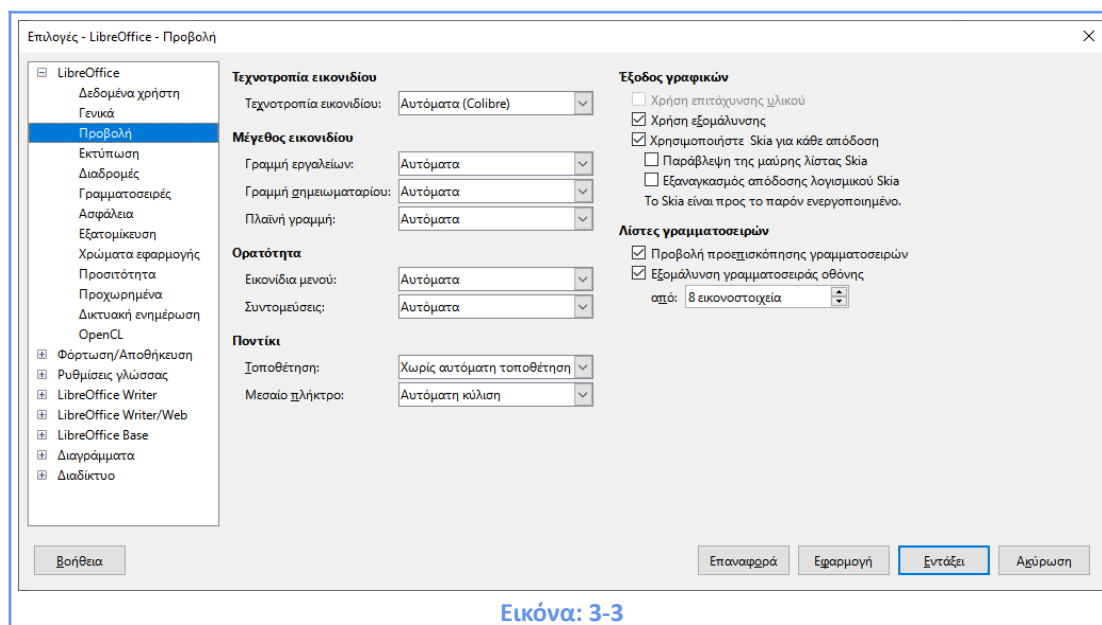 Επιλογές - LibreOffice - Προβολή
LibreOffice
Δεδομένα χρήστη
Γενικά
Προβολή
Εκτύπωση
Διαδρομές
Γραμματοσειρές
Ασφάλεια
Εξατομίκευση
Χρώματα εφαρμογής
Προσιτότητα
Προχωρημένα
Δικτυακή ενημέρωση
OpenCL
Φόρτωση/Αποθήκευση
Ρυθμίσεις γλώσσας
LibreOffice Writer
LibreOffice Writer/Web
LibreOffice Base
Διαγράμματα
Διαδίκτυο
Τεχνοτροπία εικονιδίου
Τεχνοτροπία εικονιδίου: Αυτόματα (Colibre)
Μέγεθος εικονιδίου
Γραμμή εργαλείων: Αυτόματα
Γραμμή σημειωματαρίου: Αυτόματα
Πλαϊνή γραμμή: Αυτόματα
Ορατότητα
Εικονίδια μενού: Αυτόματα
Συντομεύσεις: Αυτόματα
Ποντίκι
Τοποθέτηση: Χωρίς αυτόματη τοποθέτηση
Μεσαίο πλήκτρο: Αυτόματη κύλιση
Έξοδος γραφικών
Χρήση επιτάχυνσης υλικού
Χρήση εξομάλυνσης
Χρησιμοποιήστε Skia για κάθε απόδοση
Παράβλεψη της μαύρης λίστας Skia
Εξαναγκασμός απόδοσης λογισμικού Skia
Το Skia είναι προς το παρόν ενεργοποιημένο.
Λίστες γραμματοσειρών
Προβολή προεπισκόπησης γραμματοσειρών
Εξομάλυνση γραμματοσειράς οθόνης
από: 8 εικονοστοιχεία
Βοήθεια
Επαναφορά
Εφαρμογή
Εντάξει
Ακύρωση
Εικόνα: 3-3